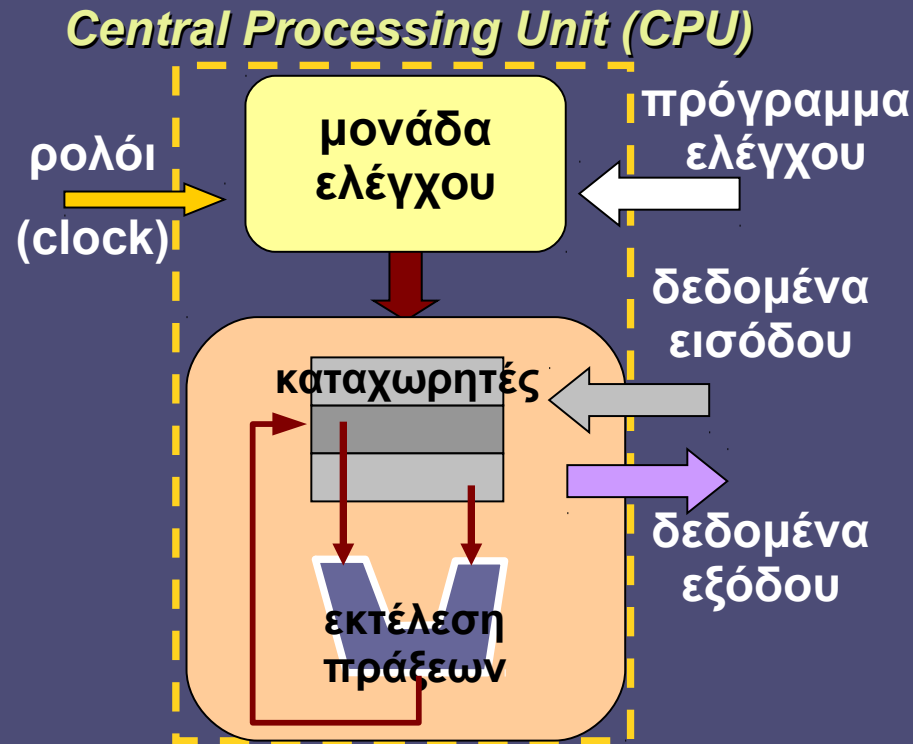 Central Processing Unit (CPU)
μονάδα
ελέγχου
πρόγραμμα
ελέγχου
ρολόι
(clock)
δεδομένα
εισόδου
καταχωρητές
δεδομένα
εξόδου
εκτέλεση
πράξεων